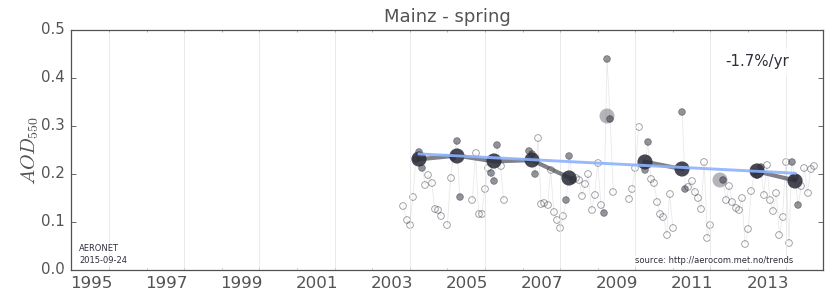 Mainz - spring
0.5
0.4
0.3
0.2
0.1
0.0
AOD550
-1.7%/yr
AERONET
2015-09-24
source: http://aerocom.met.no/trends
1995 1997 1999 2001 2003 2005 2007 2009 2011 2013